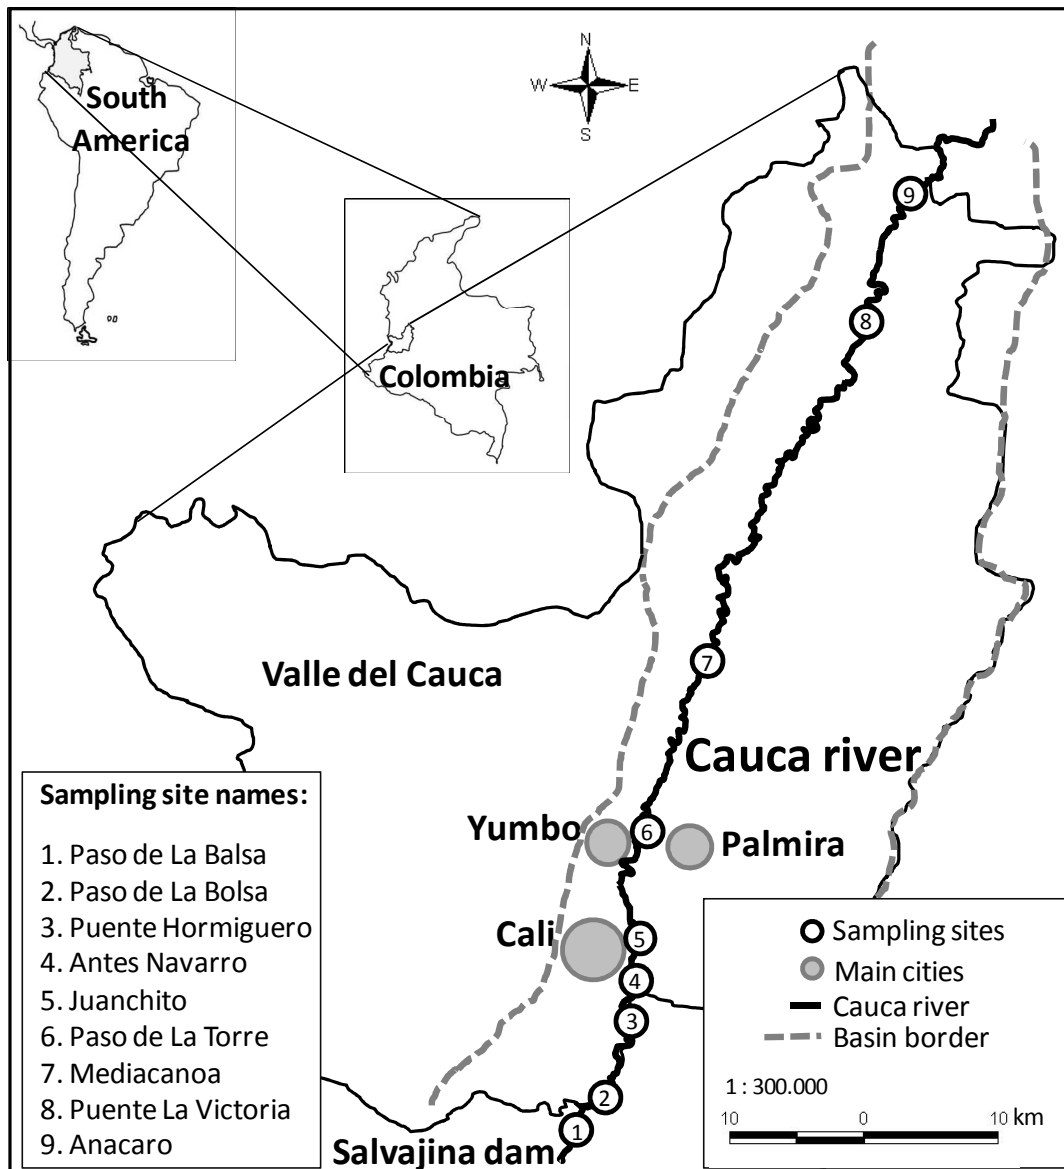 South
America
N
W
E
S
Colombia
9
8
7
Valle del Cauca
Cauca river
Yumbo
6
Palmira
Cali
5
4
3
2
1
Salvajina dam
Sampling site names:
1. Paso de La Balsa
2. Paso de La Bolsa
3. Puente Hormiguero
4. Antes Navarro
5. Juanchito
6. Paso de La Torre
7. Mediacanoa
8. Puente La Victoria
9. Anacaro
Sampling sites
Main cities
Cauca river
Basin border
1 : 300.000
10 0 10 km